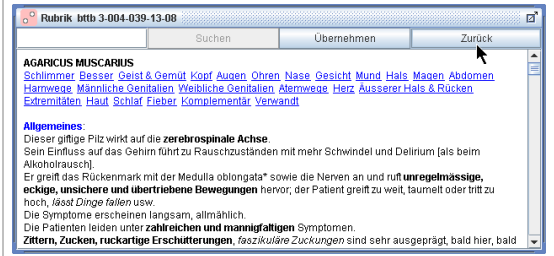 Rubrik bttb 3-004-039-13-08
Suchen Übernehmen Zurück
AGARICUS MUSCARIUS
Schlimmer Besser Geist & Gemüt Kopf Augen Ohren Nase Gesicht Mund Hals Magen Abdomen
Harnwege Männliche Genitalien Weibliche Genitalien Atemwege Herz Äusserer Hals & Rücken
Extremitäten Haut Schlaf Fieber Komplementär Verwandt
Allgemeines:
Dieser giftige Pilz wirkt auf die zerebrospinale Achse.
Sein Einfluss auf das Gehirn führt zu Rauschzuständen mit mehr Schwindel und Delirium [als beim
Alkoholrausch].
Er greift das Rückenmark mit der Medulla oblongata* sowie die Nerven an und ruft unregelmässige,
eckige, unsichere und übertriebene Bewegungen hervor; der Patient greift zu weit, taumelt oder tritt zu
hoch, lässt Dinge fallen usw.
Die Symptome erscheinen langsam, allmählich.
Die Patienten leiden unter zahlreichen und mannigfaltigen Symptomen.
Zittern, Zucken, ruckartige Erschütterungen, faszikuläre Zuckungen sind sehr ausgeprägt, bald hier, bald